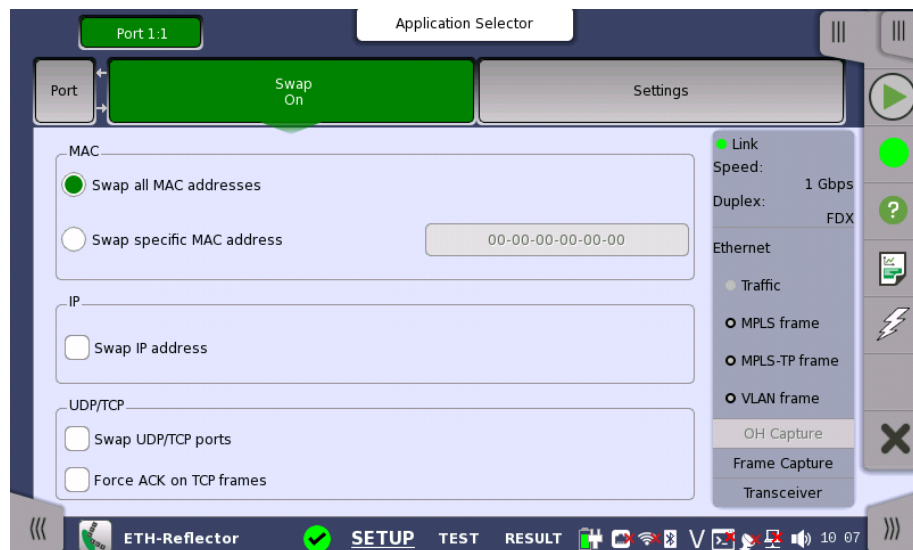 Port 1:1
Application Selector
Port
Swap
On
Settings
MAC
Swap all MAC addresses
Swap specific MAC address
00-00-00-00-00-00
IP
Swap IP address
UDP/TCP
Swap UDP/TCP ports
Force ACK on TCP frames
Link
Speed:
1 Gbps
Duplex:
FDX
Ethernet
Traffic
MPLS frame
MPLS-TP frame
VLAN frame
OH Capture
Frame Capture
Transceiver
ETH-Reflector
SETUP
TEST
RESULT
V
10 07